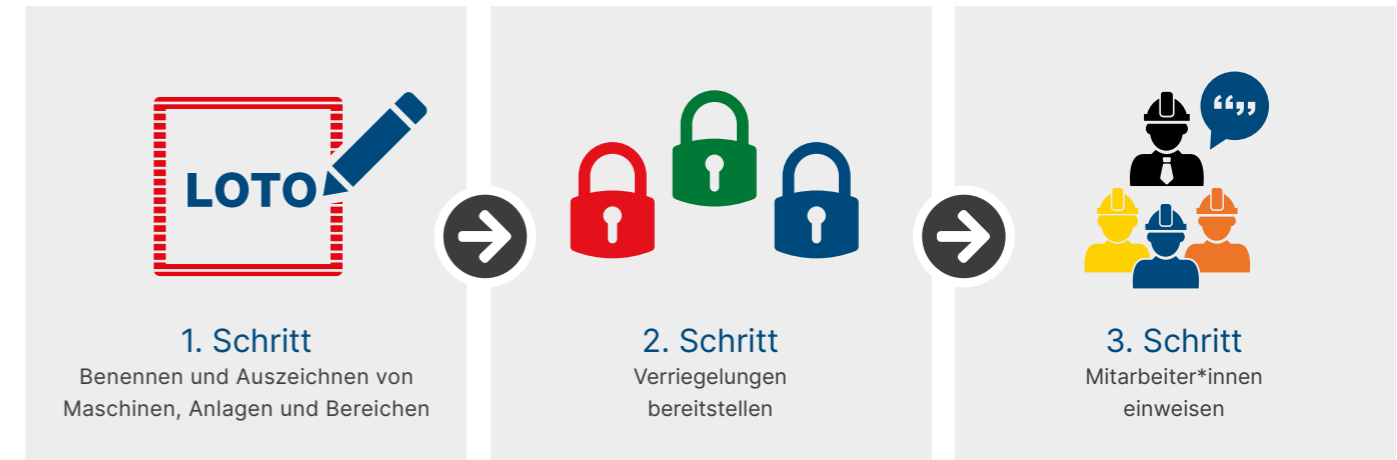 LOTO
1. Schritt
Benennen und Auszeichnen von
Maschinen, Anlagen und Bereichen
2. Schritt
Verriegelungen
bereitstellen
3. Schritt
Mitarbeiter*innen
einweisen